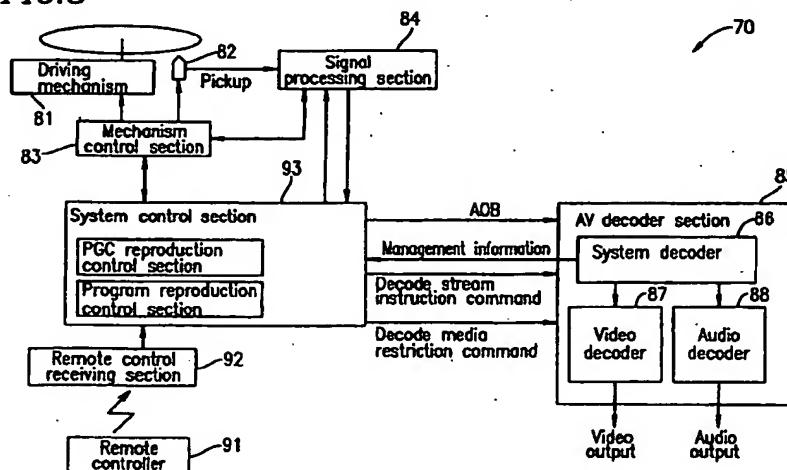 84
70
82
Driving
mechanism
Pickup
Signal
processing section
81
Mechanism
control section
83
93
System control section
PGC reproduction
control section
Program reproduction
control section
AOB
Management information
Decode stream
instruction command
Decode media
restriction command
AV decoder section
86
System decoder
87
88
Video
decoder
Audio
decoder
Remote control
receiving section
92
Video
output
Audio
output
Remote
controller
91